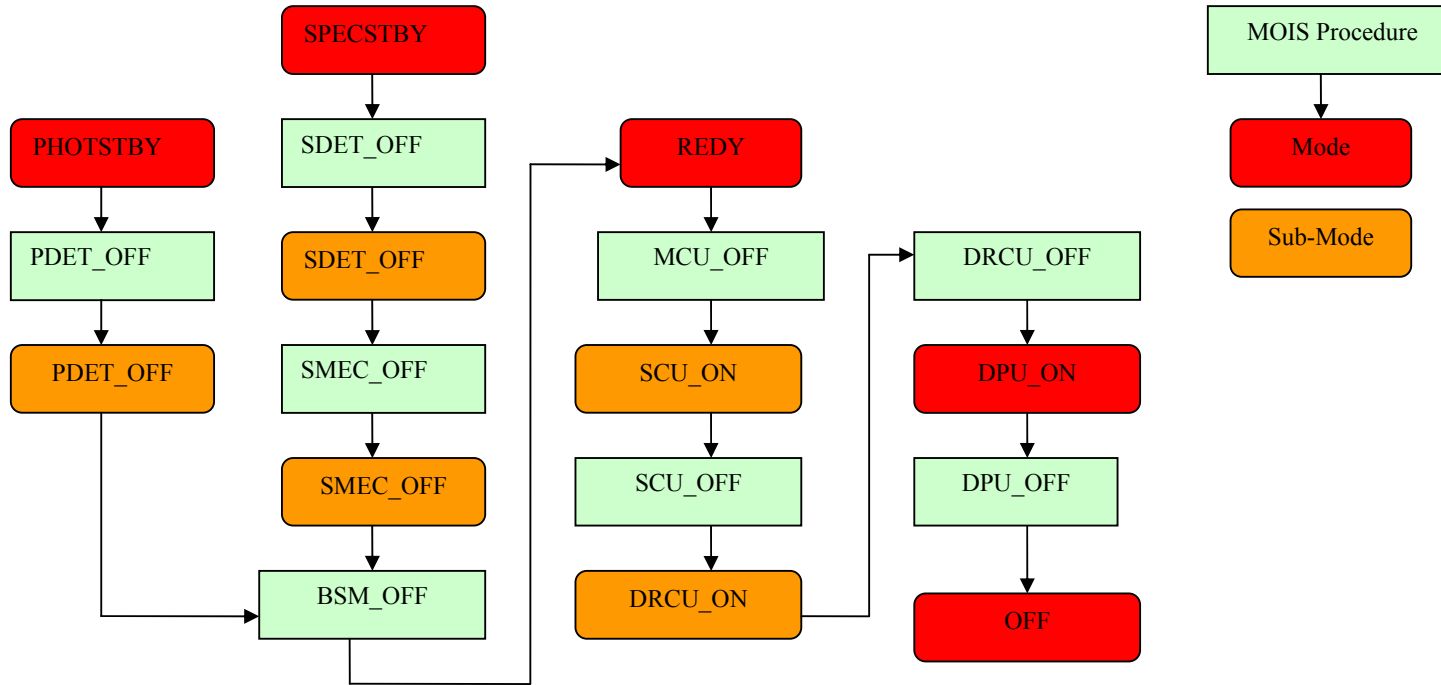 SPECSTBY
MOIS Procedure
PHOTSTBY
SDET_OFF
REDY
Mode
PDET_OFF
SDET_OFF
MCU_OFF
DRCU_OFF
Sub-Mode
PDET_OFF
SMEC_OFF
SCU_ON
DPU_ON
SMEC_OFF
SCU_OFF
DPU_OFF
BSM_OFF
DRCU_ON
OFF